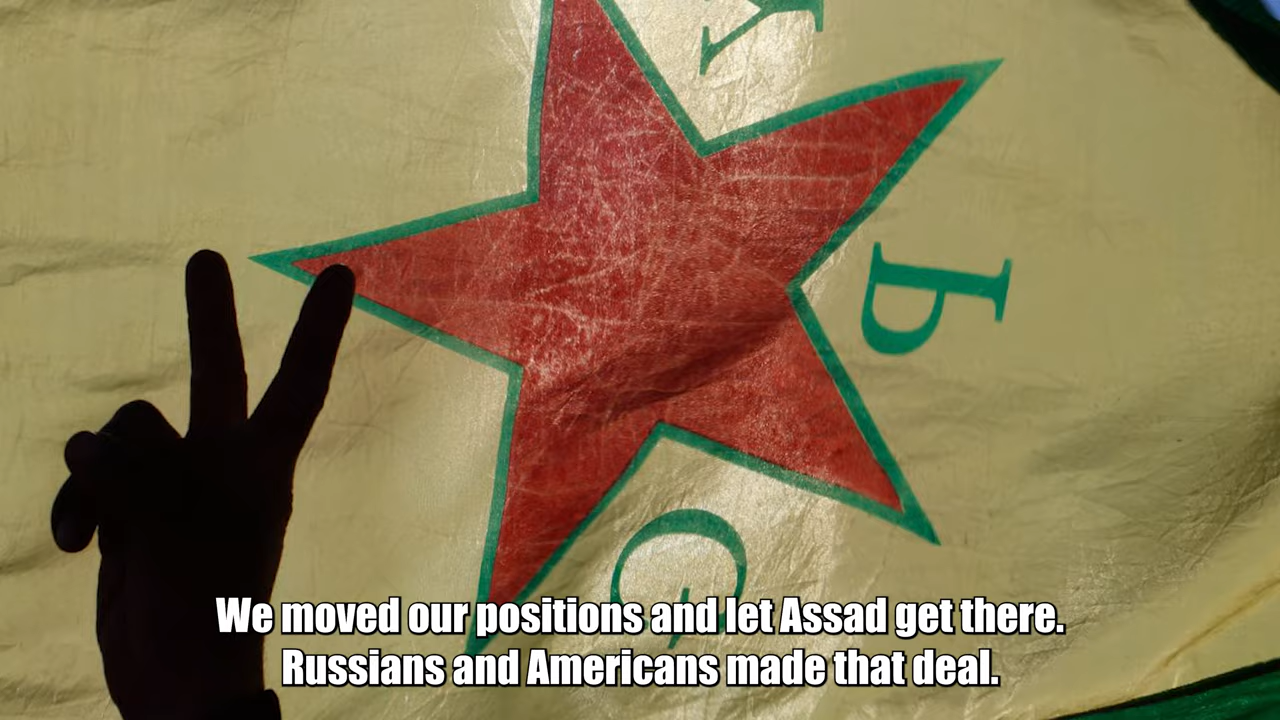 Y
P
G
We moved our positions and let Assad get there.
Russians and Americans made that deal.